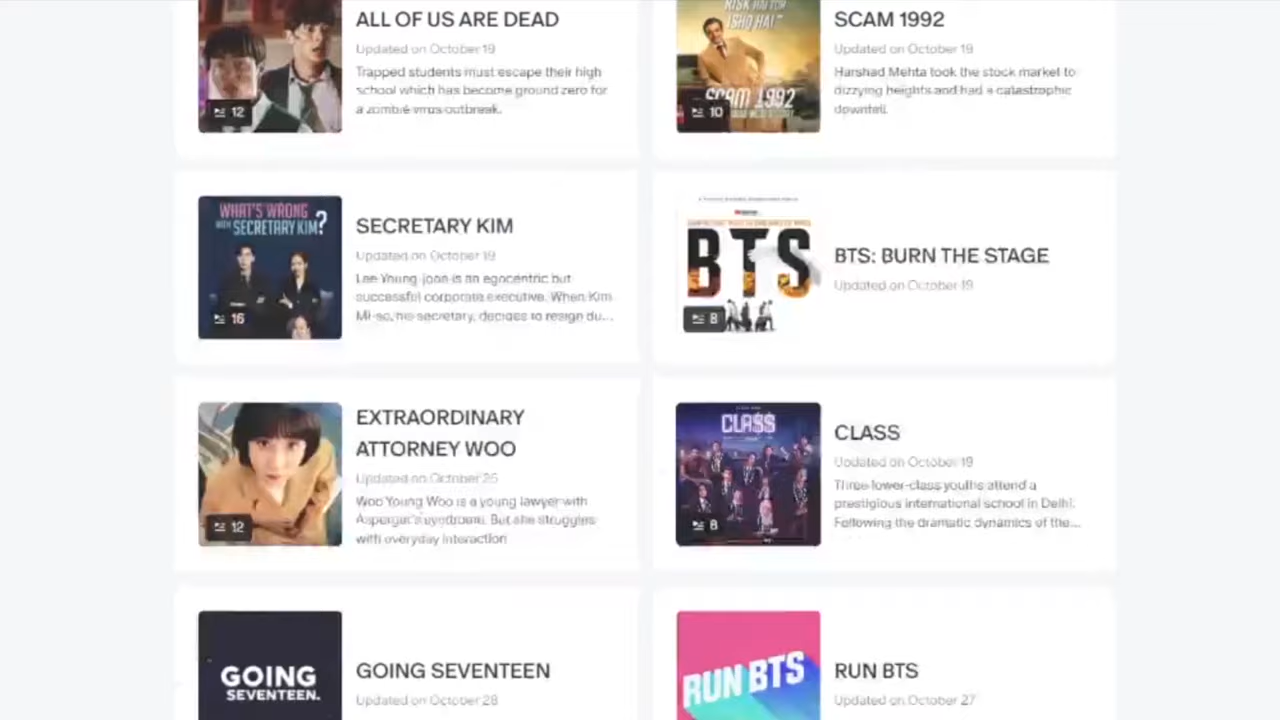 ALL OF US ARE DEAD
Updated on October 19
Trapped students must escape their high
school which has become ground zero for
a zombie virus outbreak.
12
RISK HAI TOH
ISHQ HAI."
SCAM 1992
10
SCAM 1992
Updated on October 19
Harshad Mehta took the stock market to
dizzying heights and had a catastrophic
downfall.
WHAT'S WRONG
WITH SECRETARY KIM?
16
SECRETARY KIM
Updated on October 19
Lee Young-joon is an egocentric but
successful corporate executive. When Kim
Mi-so, his secretary, decides to resign du...
BTS
8
BTS: BURN THE STAGE
Updated on October 19
12
EXTRAORDINARY
ATTORNEY WOO
Updated on October 25
Woo Young Woo is a young lawyer with
Asperger's syndrome. But she struggles
with everyday interaction
CLA$$
8
CLASS
Updated on October 19
Three lower-class youths attend a
prestigious international school in Delhi.
Following the dramatic dynamics of the...
GOING
SEVENTEEN.
GOING SEVENTEEN
Updated on October 28
RUN BTS
RUN BTS
Updated on October 27